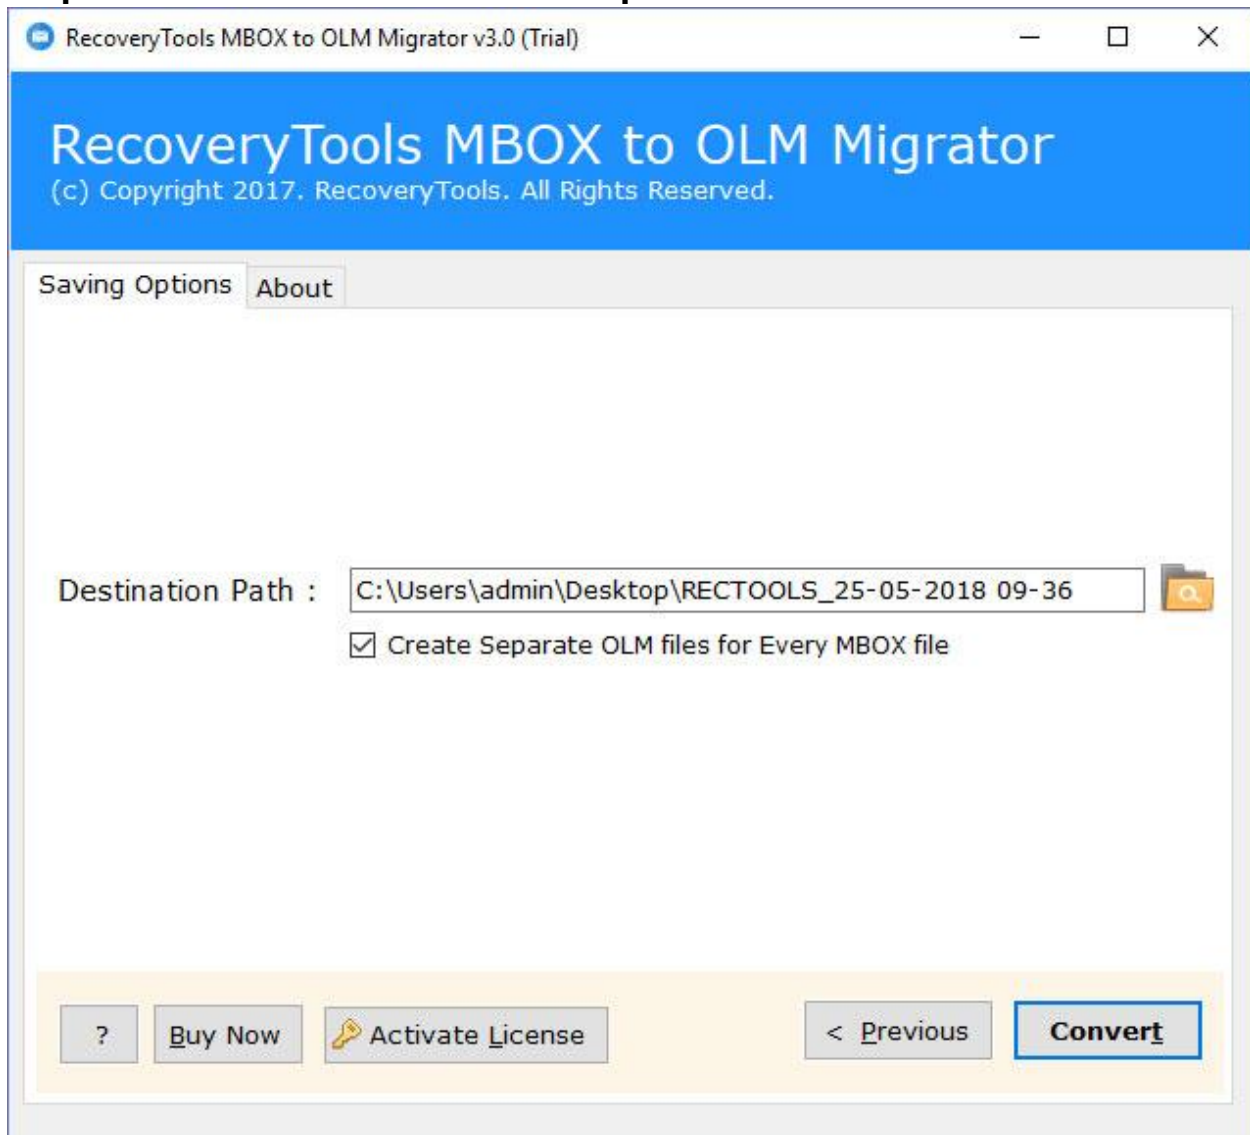 RecoveryTools MBOX to OLM Migrator v3.0 (Trial)
RecoveryTools MBOX to OLM Migrator
(c) Copyright 2017. RecoveryTools. All Rights Reserved.
Saving Options About
Destination Path : C:\Users\admin\Desktop\RECTOOLS_25-05-2018 09-36
Create Separate OLM files for Every MBOX file
? Buy Now Activate License < Previous Convert